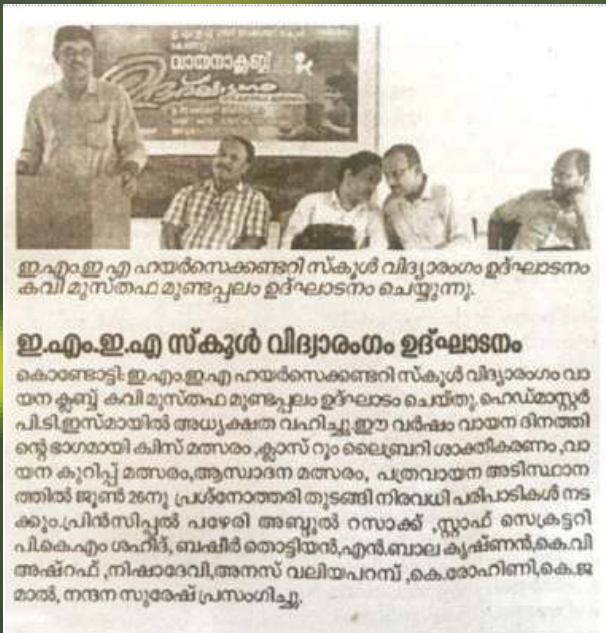 വായനാക്ലബ്ബ്
ഇ.എം.ഇ എ ഹയർസെക്കണ്ടറി സ്കൂൾ വിദ്യാരംഗം ഉദ്ഘാടനം
കവി മുസ്തഫ മുണ്ടപ്പലം ഉദ്ഘാടനം ചെയ്യുന്നു.
ഇ.എം.ഇ.എ സ്കൂൾ വിദ്യാരംഗം ഉദ്ഘാടനം
കൊണ്ടോട്ടി: ഇ.എം.ഇ.എ ഹയർസെക്കണ്ടറി സ്കൂൾ വിദ്യാരംഗം വാ
യന ക്ലബ്ബ് കവി മുസ്തഫ മുണ്ടപ്പലം ഉദ്ഘാടം ചെയ്തു. ഹെഡ്മാസ്റ്റർ
പി.ടി.ഇസ്മായിൽ അധ്യക്ഷത വഹിച്ചു.ഈ വർഷം വായന ദിനത്തി
ന്റെ ഭാഗമായി ക്വിസ് മത്സരം ,ക്ലാസ് റൂം ലൈബ്രറി ശാക്തീകരണം ,വാ
യന കുറിപ്പ് മത്സരം,ആസ്വാദന മത്സരം, പത്രവായന അടിസ്ഥാന
ത്തിൽ ജൂൺ 26നു പ്രശ്നോത്തരി തുടങ്ങി നിരവധി പരിപാടികൾ നട
ക്കും.പ്രിൻസിപ്പൽ പഴേരി അബ്ദുൽ റസാക്ക് ,സ്റ്റാഫ് സെക്രട്ടറി
പി.കെ.എം ശഹീദ്, ബഷീർ തൊട്ടിയൻ,എൻ.ബാല കൃഷ്ണൻ,കെ.വി
അഷ്റഫ് ,നിഷാദേവി,അനസ് വലിയപറമ്പ് ,കെ.രോഹിണി,കെ.ജ
മാൽ, നന്ദന സുരേഷ് പ്രസംഗിച്ചു.